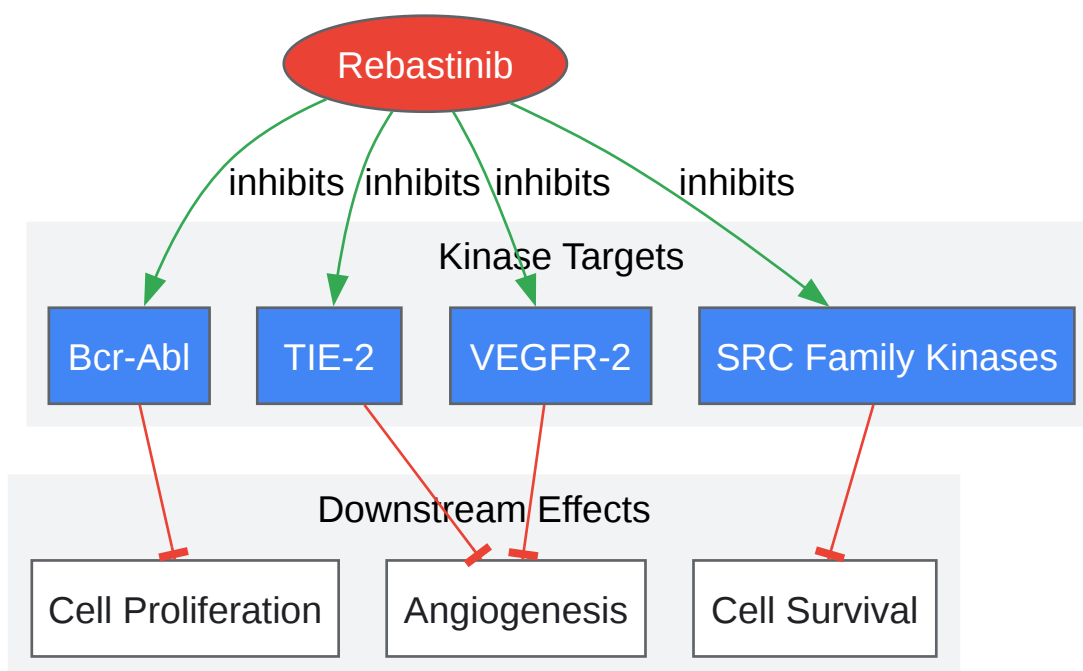 Rebastinib
inhibits inhibits inhibits inhibits
Kinase Targets
Bcr-Abl TIE-2 VEGFR-2 SRC Family Kinases
Downstream Effects
Cell Proliferation Angiogenesis Cell Survival